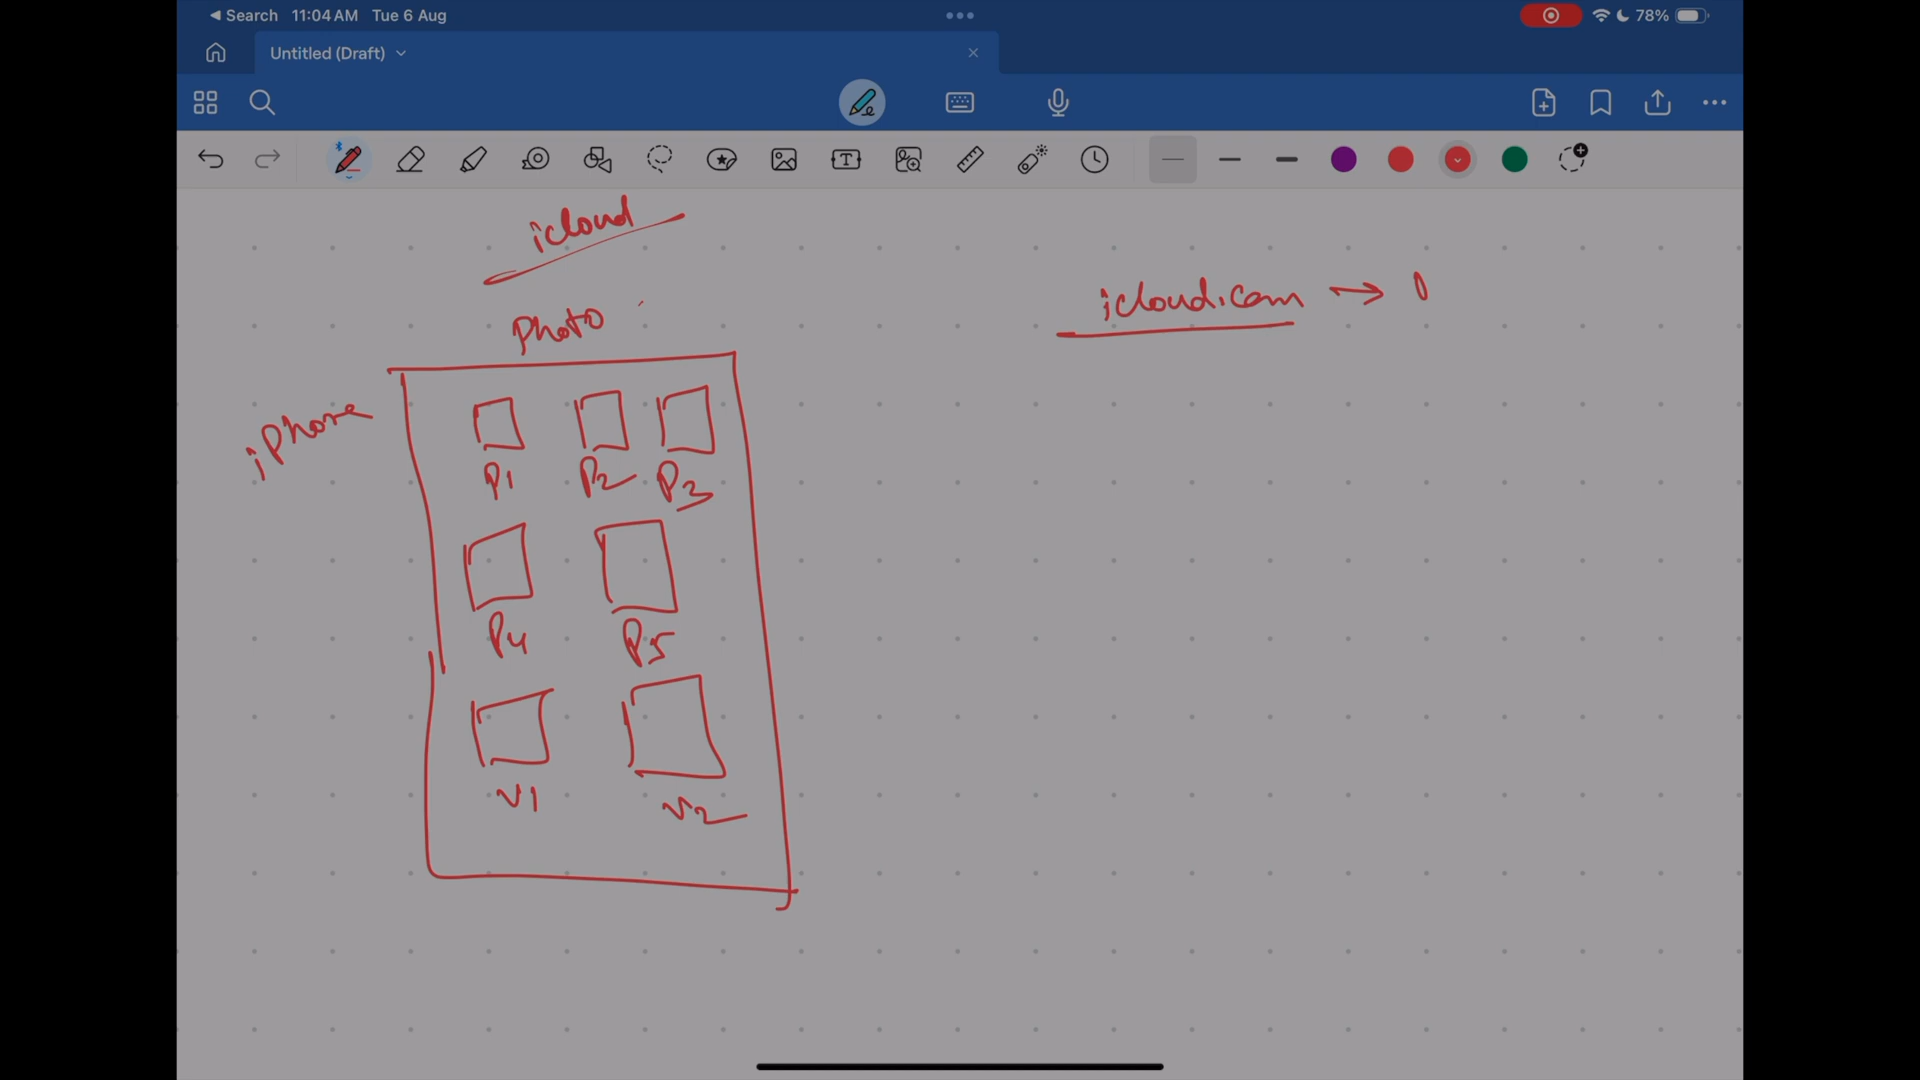 Search 11:04 AM Tue 6 Aug
78%
Untitled (Draft)
icloud
Photo
icloud.com →
iPhone
P1 P2 P3
P4 P5
V1 V2